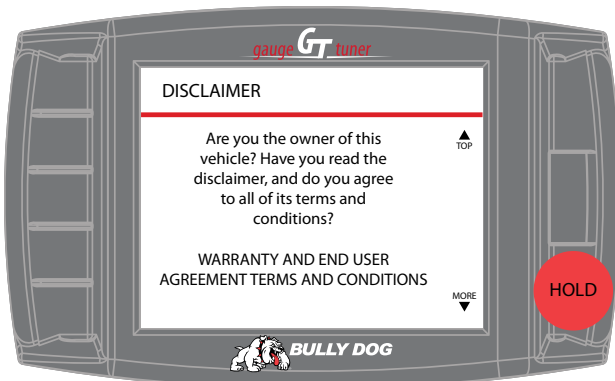 gauge GT tuner
DISCLAIMER
Are you the owner of this
vehicle? Have you read the
disclaimer, and do you agree
to all of its terms and
conditions?
TOP
WARRANTY AND END USER
AGREEMENT TERMS AND CONDITIONS
MORE
HOLD
BULLY DOG